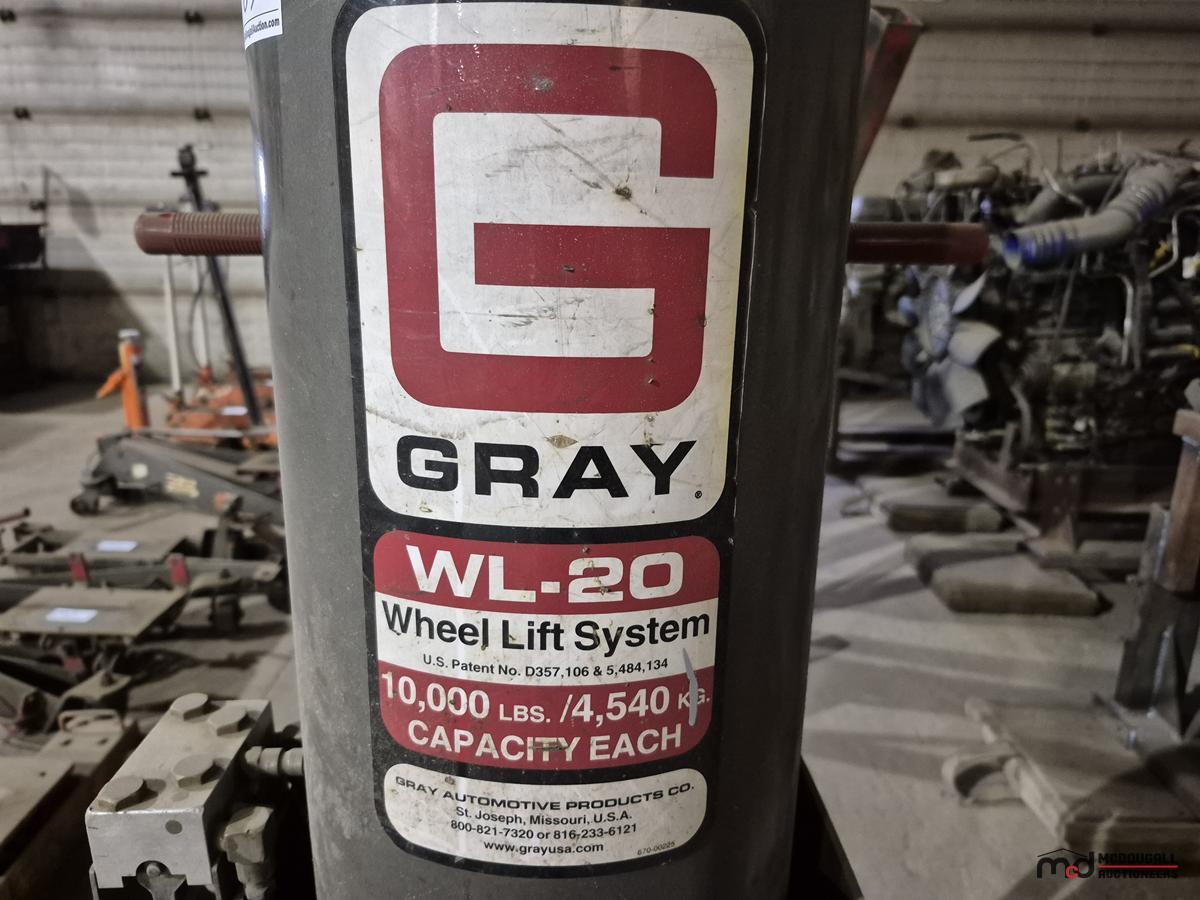 G
GRAY®
WL-20
Wheel Lift System
U.S. Patent No. D357,106 & 5,484,134
10,000 LBS. /4,540 KG.
CAPACITY EACH
GRAY AUTOMOTIVE PRODUCTS CO.
St. Joseph, Missouri, U.S.A.
800-821-7320 or 816-233-6121
www.grayusa.com
670-00225
mcd MCDOUGALL
AUCTIONEERS